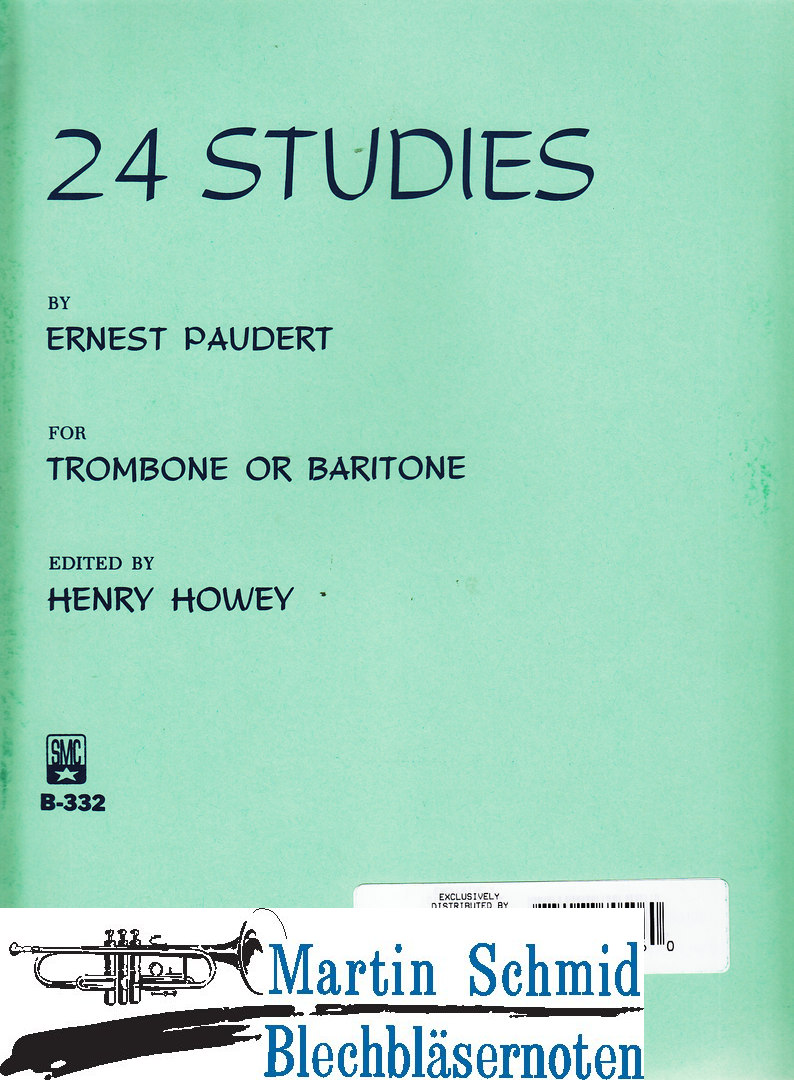 24 STUDIES
BY
ERNEST PAUDERT
FOR
TROMBONE OR BARITONE
EDITED BY
HENRY HOWEY
SMC
B-332
EXCLUSIVELY
DISTRIBUTED BY
0
Martin Schmid
Blechbläsernoten